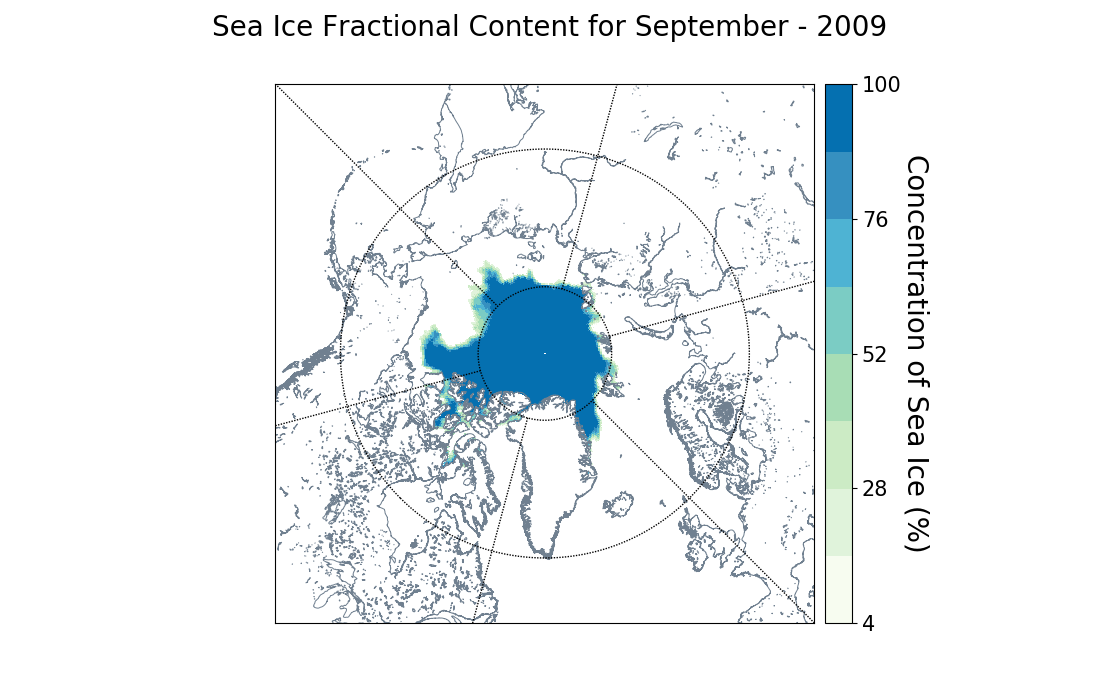 Sea Ice Fractional Content for September - 2009
100
76
52
28
4
Concentration of Sea Ice (%)